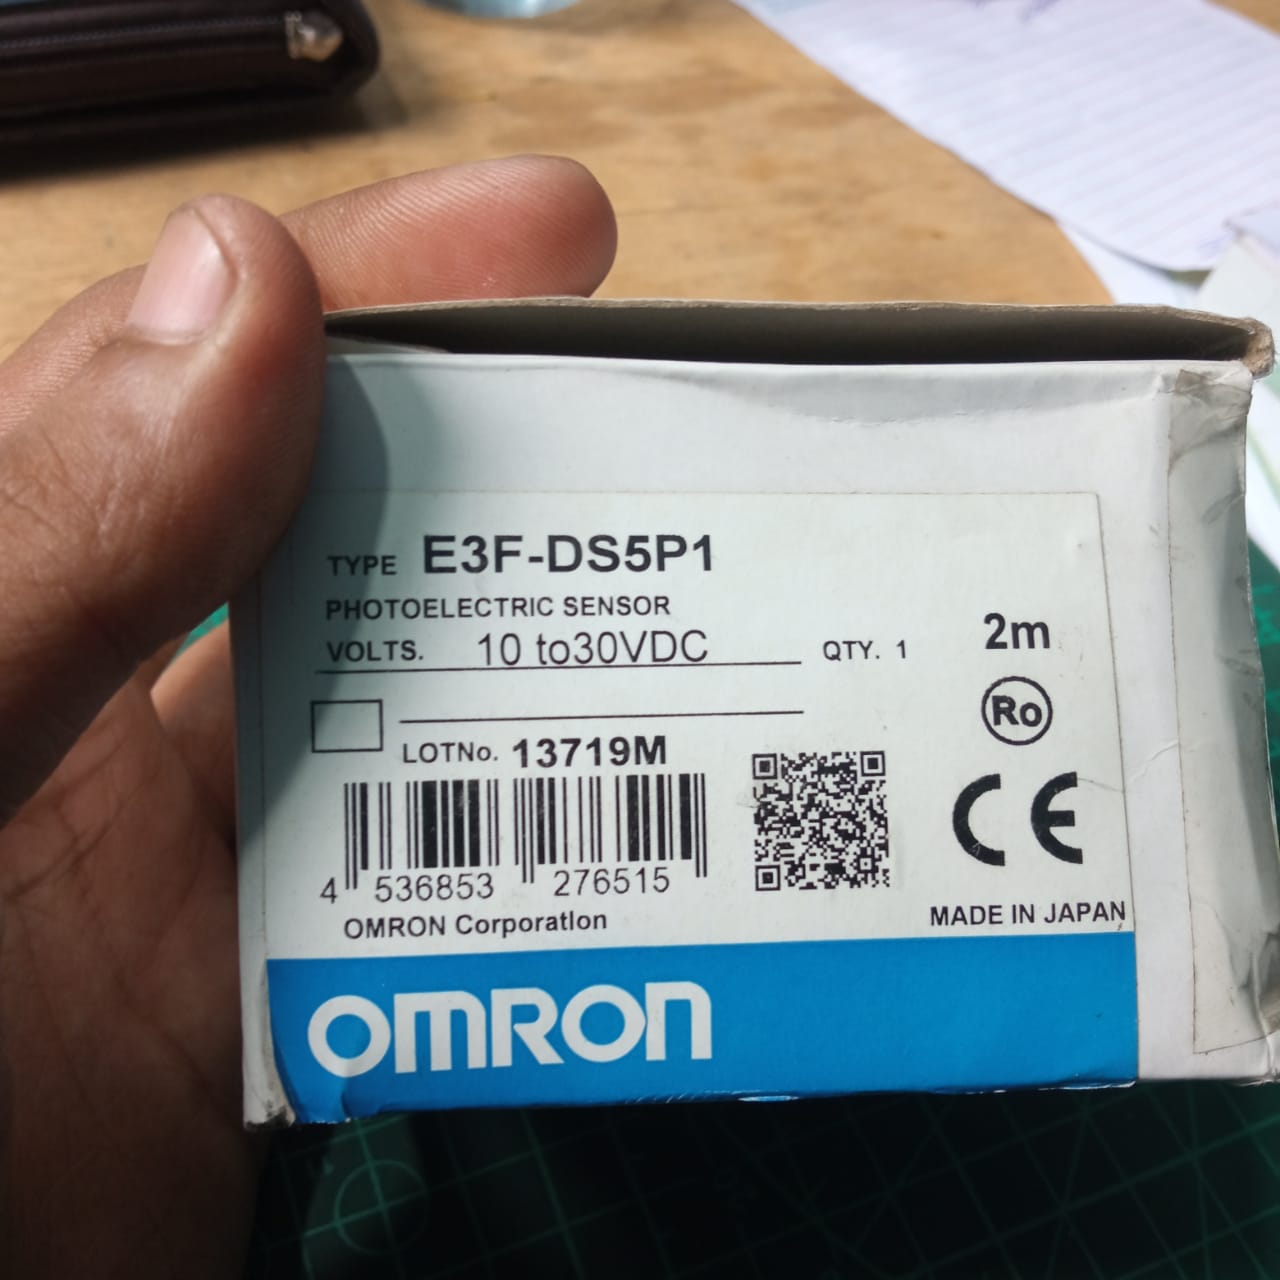 TYPE E3F-DS5P1
PHOTOELECTRIC SENSOR
VOLTS. 10 to30VDC QTY. 1 2m
Ro
LOTNo. 13719M
4 536853 276515
CE
OMRON Corporation MADE IN JAPAN
OMRON